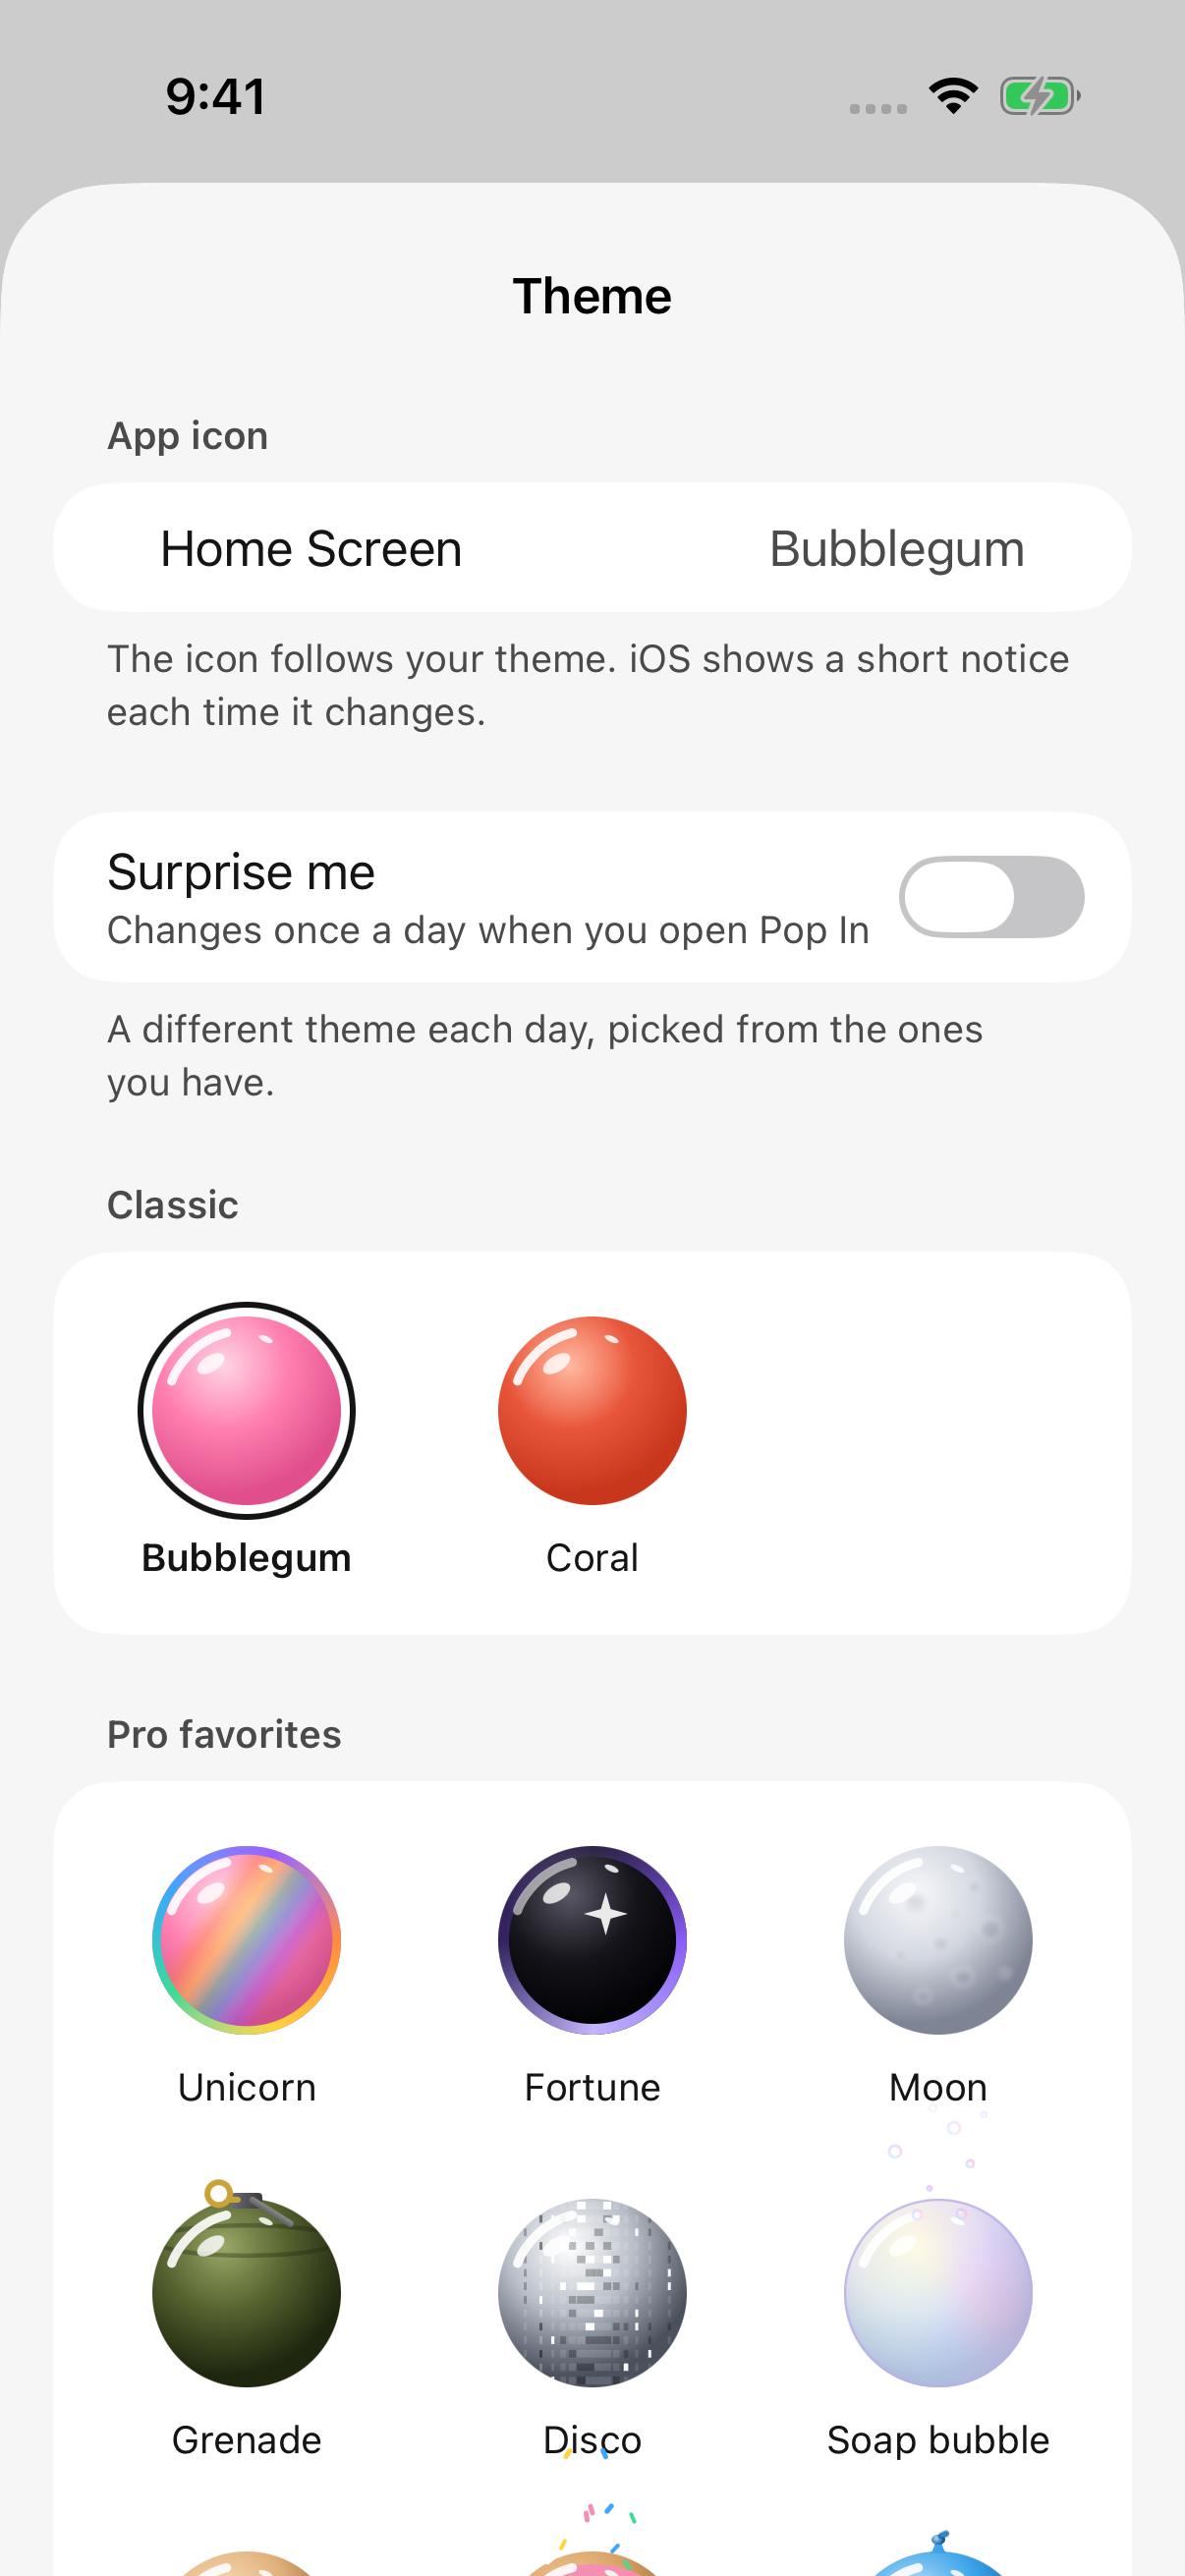 9:41
Theme
App icon
Home Screen Bubblegum
The icon follows your theme. iOS shows a short notice
each time it changes.
Surprise me
Changes once a day when you open Pop In
A different theme each day, picked from the ones
you have.
Classic
Bubblegum Coral
Pro favorites
Unicorn Fortune Moon
Grenade Disco Soap bubble